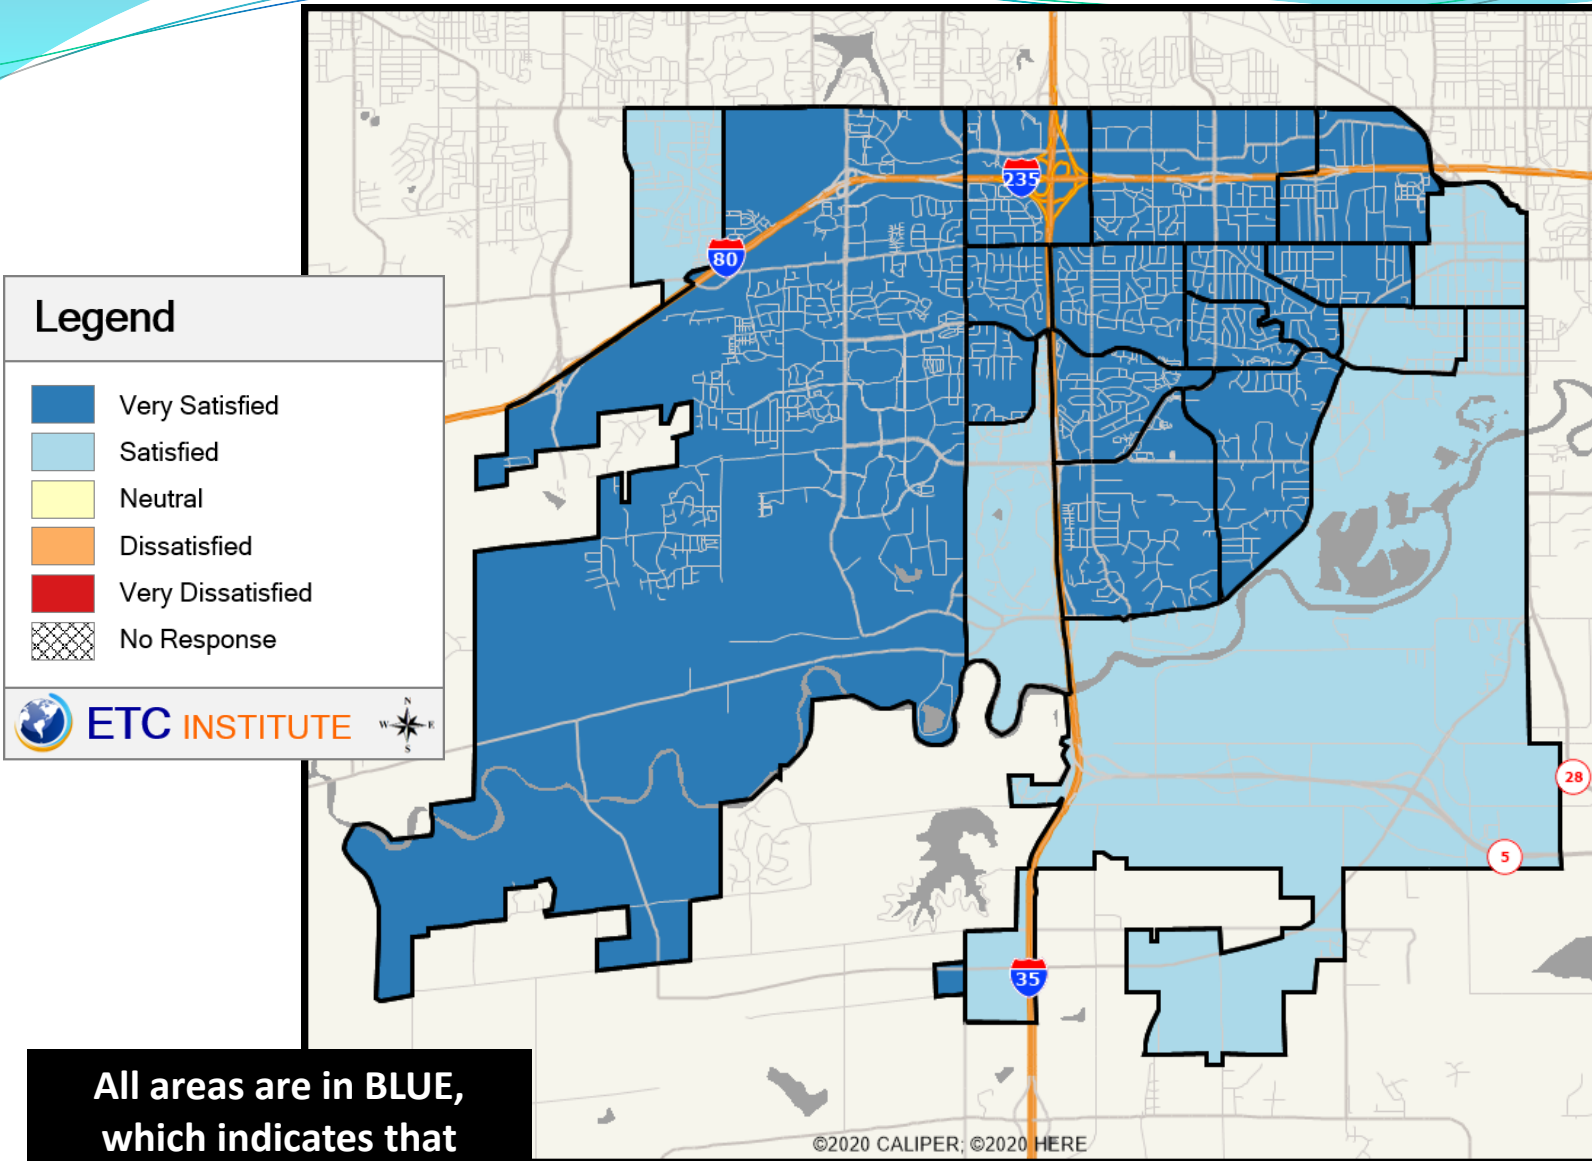 235
80
Legend
Very Satisfied
Satisfied
Neutral
Dissatisfied
Very Dissatisfied
No Response
ETC INSTITUTE
N
W E
S
28
5
35
All areas are in BLUE,
which indicates that
©2020 CALIPER; ©2020 HERE